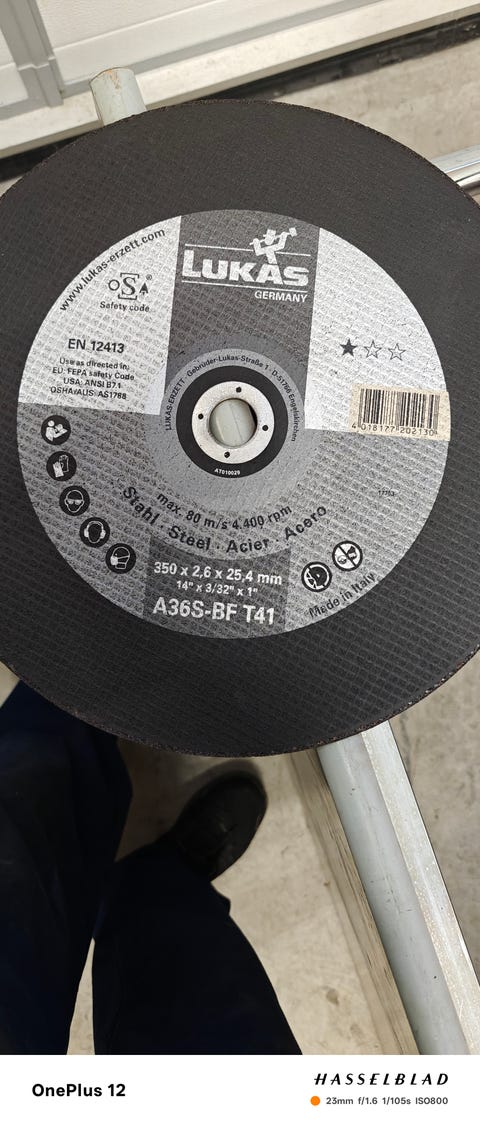 www.lukas-erzett.com
OSA®
Safety code
LUKAS
GERMANY
EN 12413
Use as directed in:
EU: FEPA safety Code
USA: ANSI B7.1
OSHA/AUS: AS1788
LUKAS-ERZETT · Gebrüder-Lukas-Straße 1 · D-51766 Engelskirchen
AT010029
4 018177 202130
max. 80 m/s 4.400 rpm
Stahl · Steel · Acier · Acero
350 x 2,6 x 25,4 mm
14" x 3/32" x 1"
A36S-BF T41
Made in Italy
OnePlus 12
HASSELBLAD
23mm f/1.6 1/105s ISO800